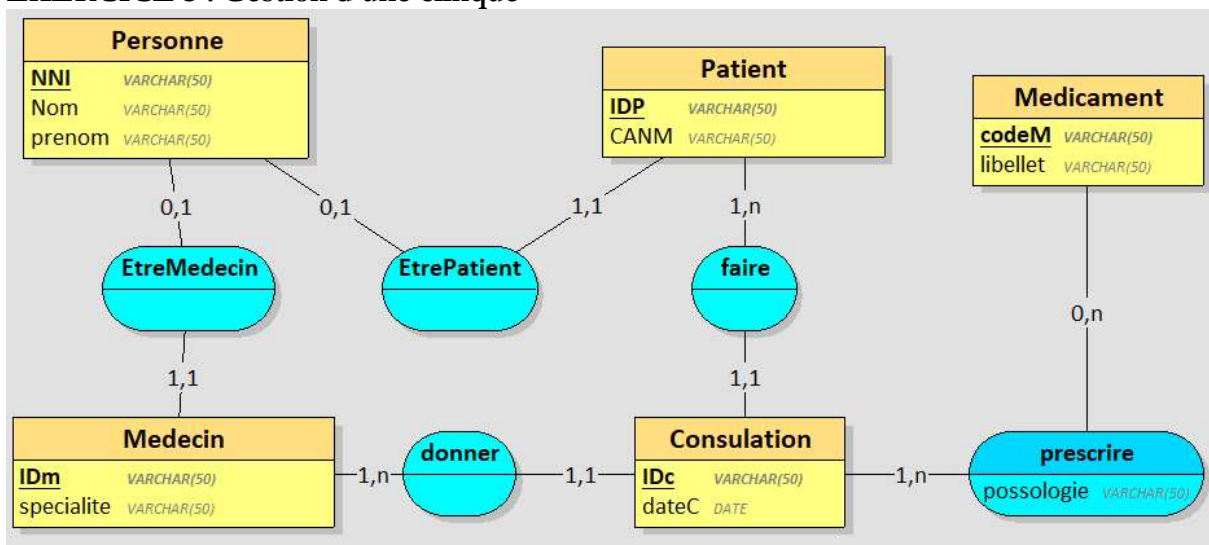 EXERCICE 3 : Gestion d'une clinique
Personne
NNI VARCHAR(50)
Nom VARCHAR(50)
prenom VARCHAR(50)
Patient
IDP VARCHAR(50)
CANM VARCHAR(50)
Medicament
codeM VARCHAR(50)
libellet VARCHAR(50)
0,1
0,1
1,1
1,n
EtreMedecin
EtrePatient
faire
0,n
1,1
1,1
Medecin
IDm VARCHAR(50)
specialite VARCHAR(50)
1,n
donner
1,1
Consulation
IDc VARCHAR(50)
dateC DATE
1,n
prescrire
possologie VARCHAR(50)